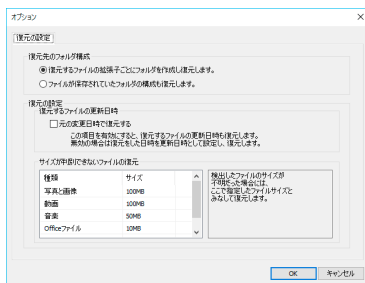 オプション
復元の設定
復元先のフォルダ構成
復元するファイルの拡張子ごとにフォルダを作成し復元します。
ファイルが保存されていたフォルダの構成も復元します。
復元の設定
復元するファイルの更新日時
元の変更日時で復元する
この項目を有効にすると、復元するファイルの更新日時も復元します。
無効の場合は復元をした日時を更新日時として設定し、復元します。
サイズが判別できないファイルの復元
種類 サイズ
写真と画像 100MB
動画 100MB
音楽 50MB
Officeファイル 10MB
検出したファイルのサイズが
不明だった場合には、
ここで指定したファイルサイズと
みなして復元します。
OK キャンセル